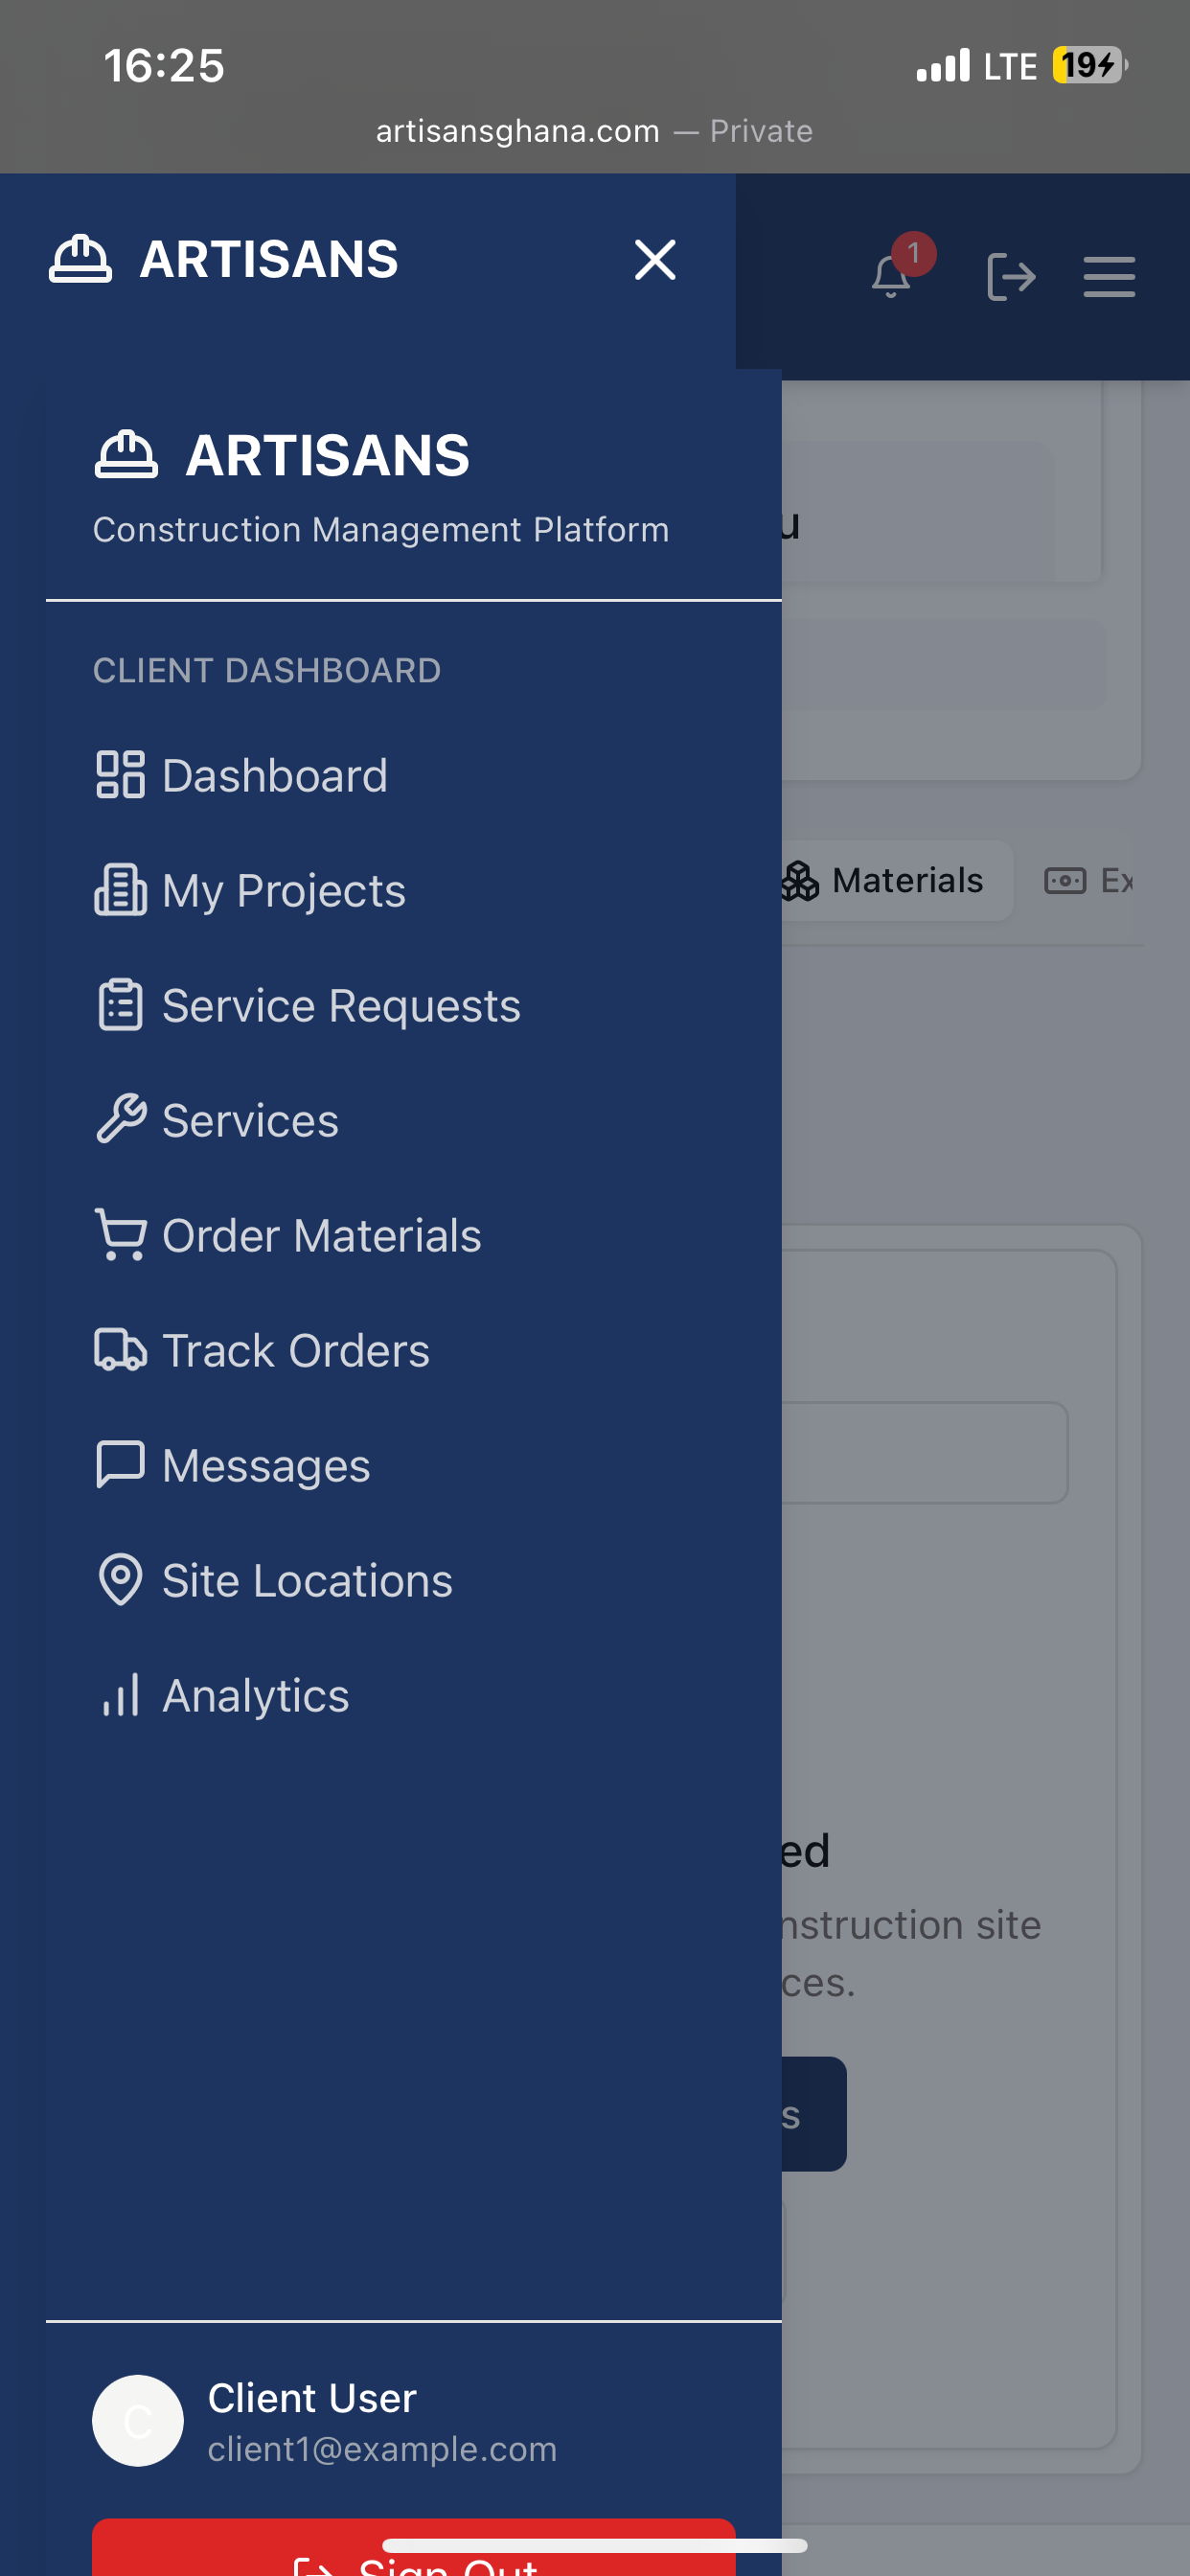 16:25
LTE
19
artisansghana.com — Private
ARTISANS
1
ARTISANS
Construction Management Platform
u
CLIENT DASHBOARD
Dashboard
Materials
Ex
My Projects
Service Requests
Services
Order Materials
Track Orders
Messages
Site Locations
Analytics
ed
nstruction site
ces.
s
C
Client User
client1@example.com
Sign Out